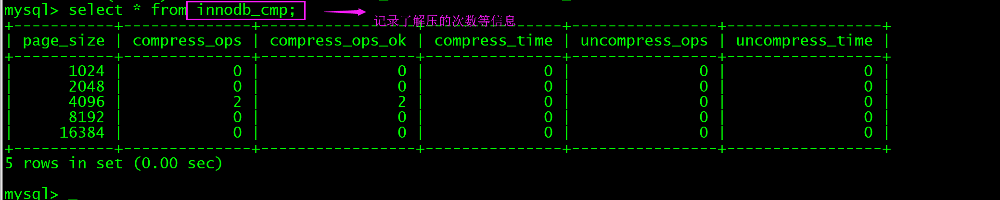 mysql> select * from innodb_cmp;
记录了解压的次数等信息
+-----------+--------------+-----------------+---------------+----------------+-----------------+
| page_size | compress_ops | compress_ops_ok | compress_time | uncompress_ops | uncompress_time |
+-----------+--------------+-----------------+---------------+----------------+-----------------+
|      1024 |            0 |               0 |             0 |              0 |               0 |
|      2048 |            0 |               0 |             0 |              0 |               0 |
|      4096 |            2 |               2 |             0 |              0 |               0 |
|      8192 |            0 |               0 |             0 |              0 |               0 |
|     16384 |            0 |               0 |             0 |              0 |               0 |
+-----------+--------------+-----------------+---------------+----------------+-----------------+
5 rows in set (0.00 sec)
mysql> _